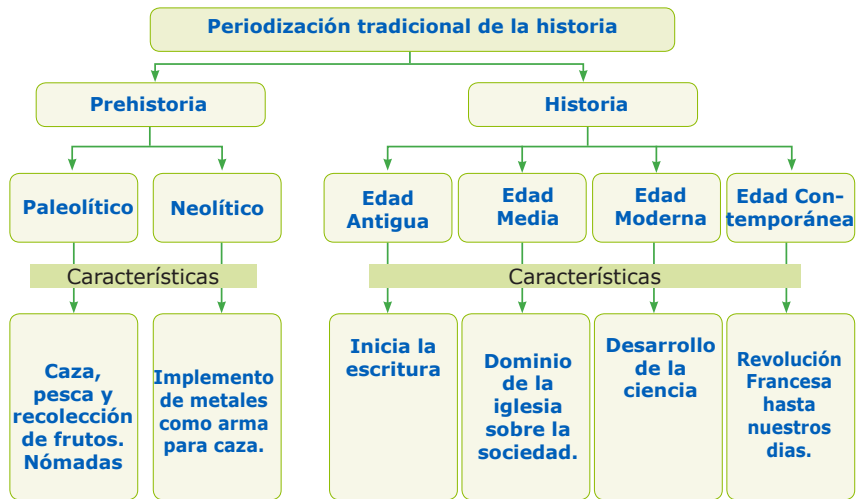 Periodización tradicional de la historia
Prehistoria
Historia
Paleolítico
Neolítico
Edad
Antigua
Edad
Media
Edad
Moderna
Edad Con-
temporánea
Características
Características
Caza,
pesca y
recolección
de frutos.
Nómadas
Implemento
de metales
como arma
para caza.
Inicia la
escritura
Dominio
de la
iglesia
sobre la
sociedad.
Desarrollo
de la
ciencia
Revolución
Francesa
hasta
nuestros
dias.